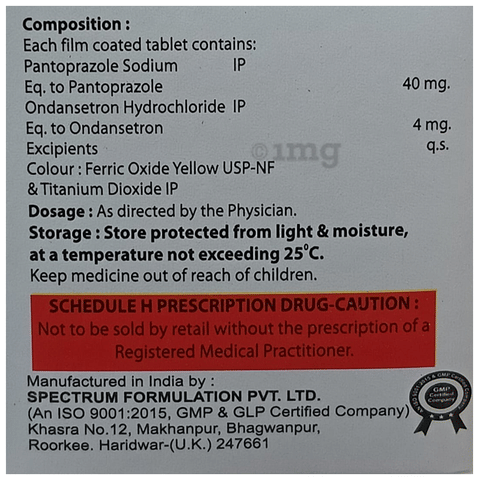 Composition :
Each film coated tablet contains:
Pantoprazole Sodium IP
Eq. to Pantoprazole 40 mg.
Ondansetron Hydrochloride IP
Eq. to Ondansetron 4 mg.
Excipients q.s.
Colour : Ferric Oxide Yellow USP-NF
& Titanium Dioxide IP
Dosage : As directed by the Physician.
Storage : Store protected from light & moisture,
at a temperature not exceeding 25°C.
Keep medicine out of reach of children.
SCHEDULE H PRESCRIPTION DRUG-CAUTION :
Not to be sold by retail without the prescription of a
Registered Medical Practitioner.
Manufactured in India by :
SPECTRUM FORMULATION PVT. LTD.
(An ISO 9001:2015, GMP & GLP Certified Company)
Khasra No.12, Makhanpur, Bhagwanpur,
Roorkee. Haridwar-(U.K.) 247661
GMP
Certified
Company
1mg